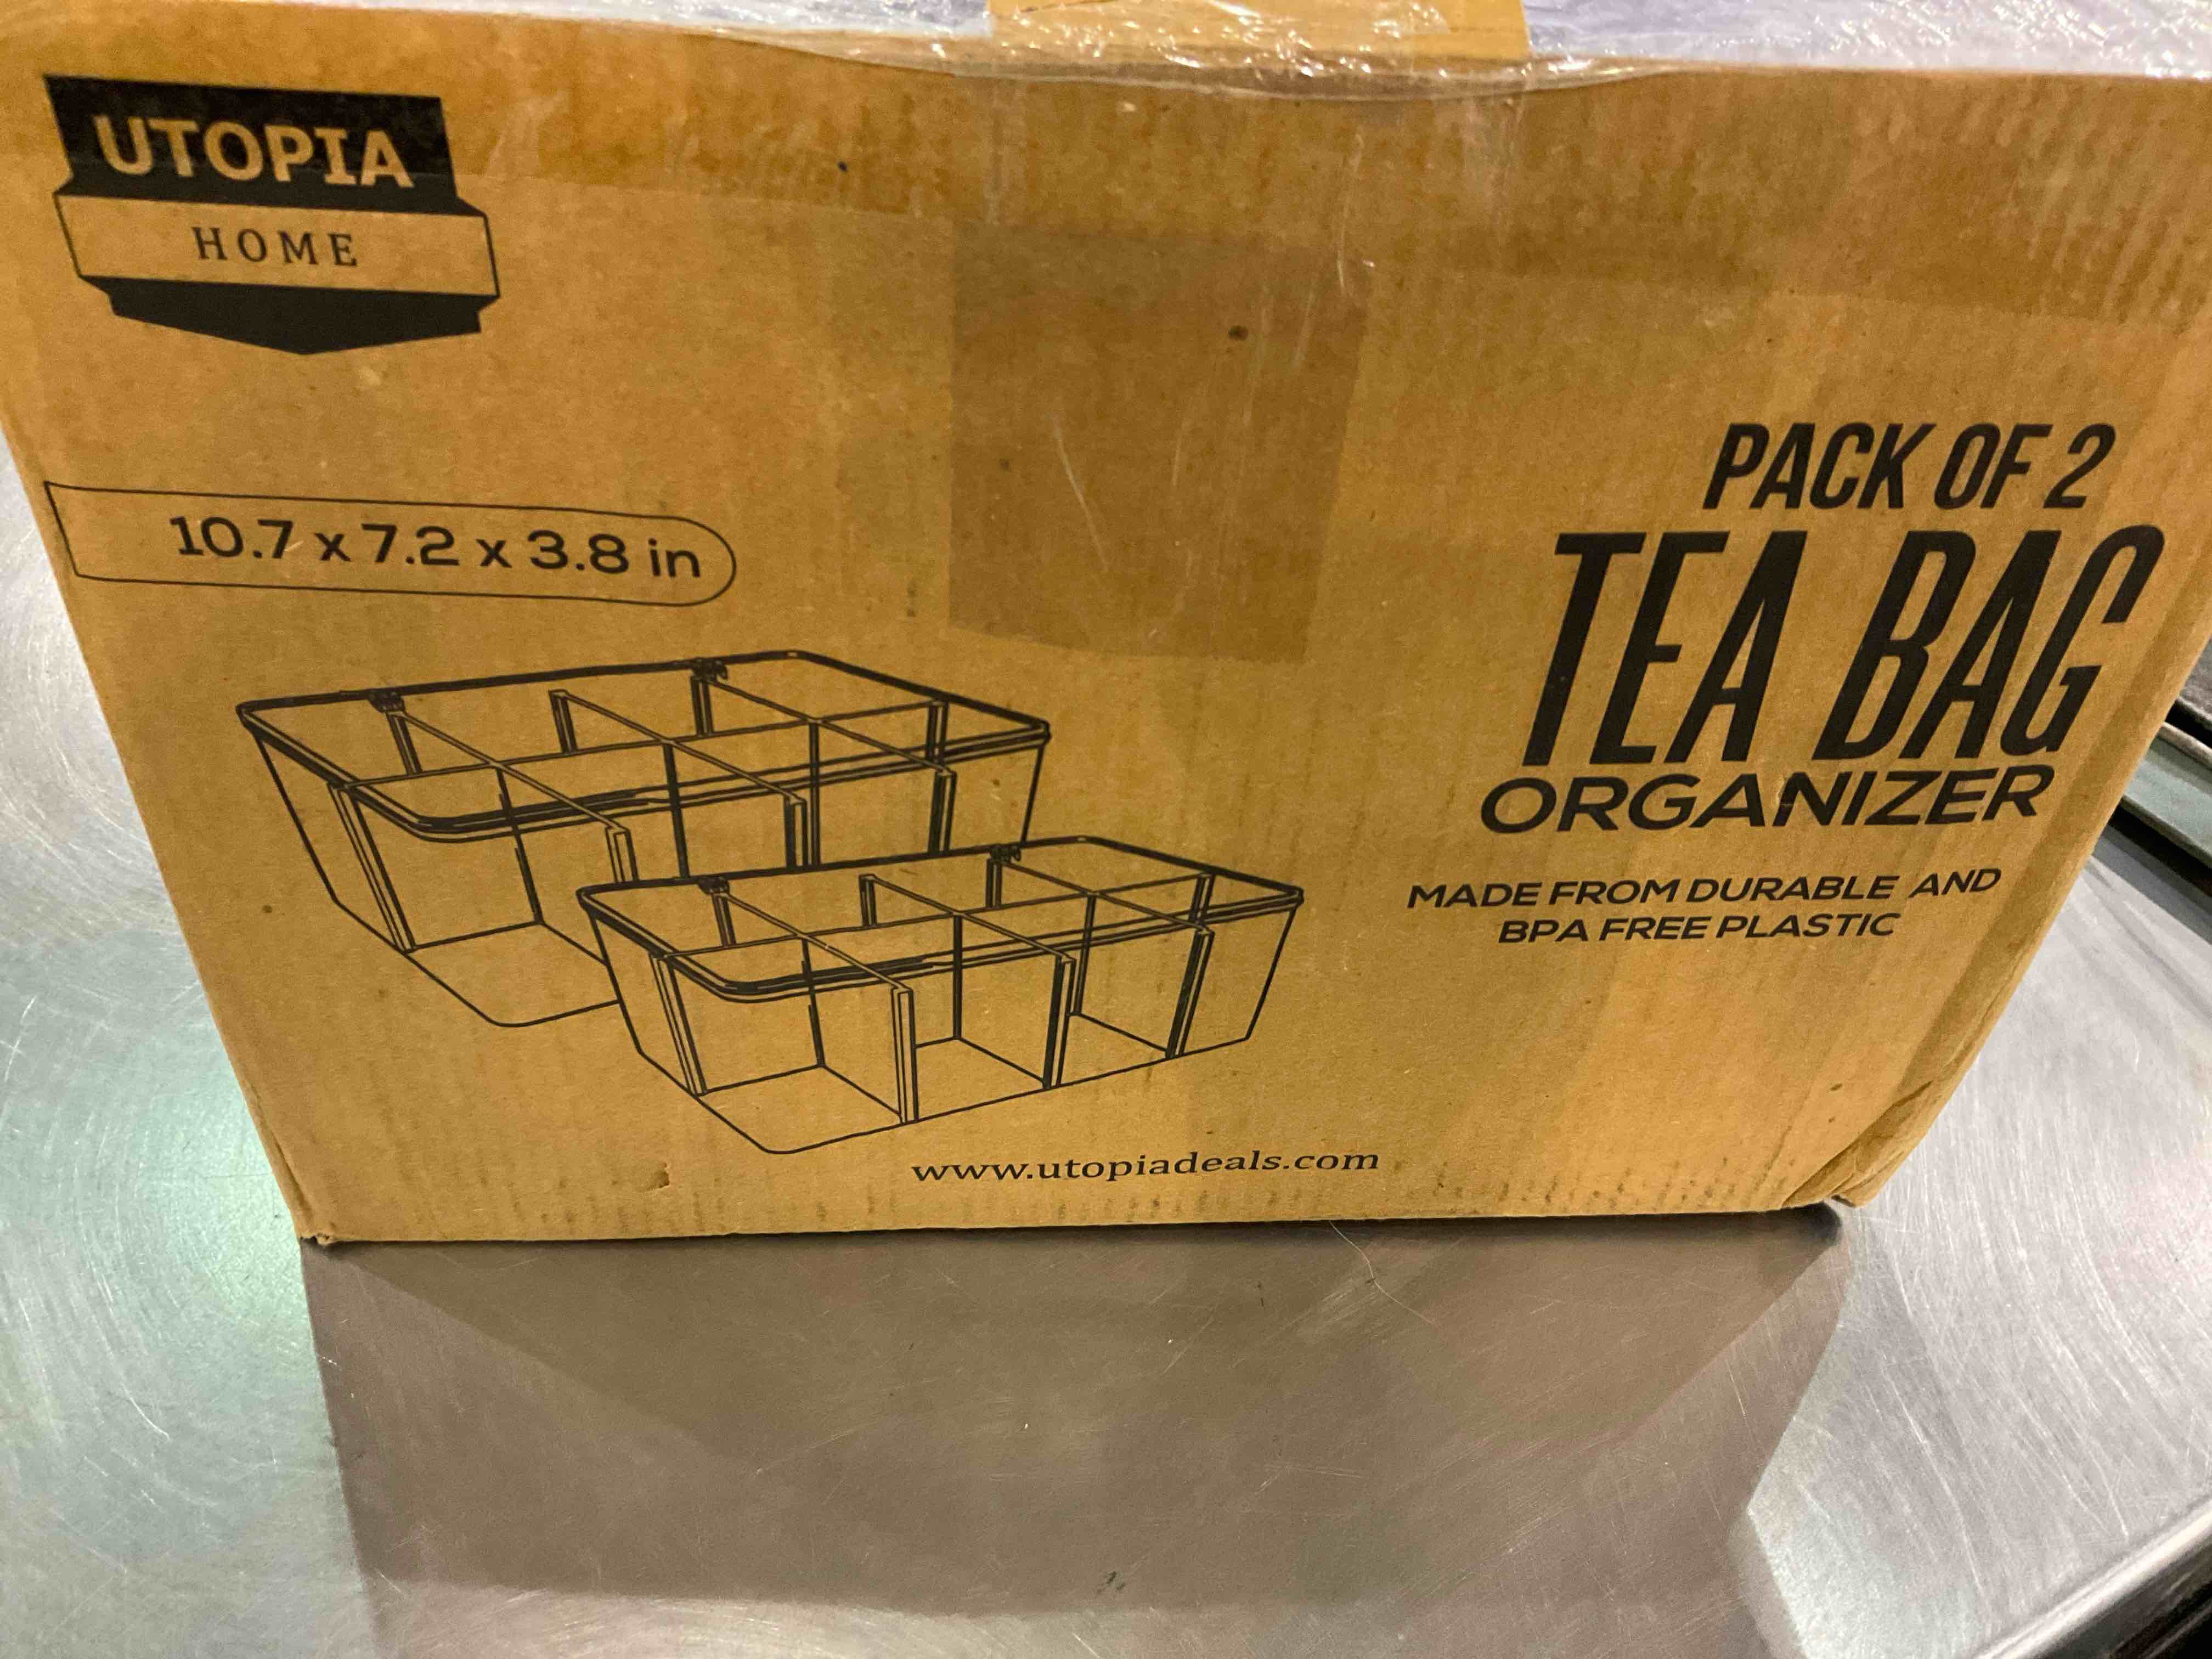 UTOPIA
HOME
10.7 x 7.2 x 3.8 in
PACK OF 2
TEA BAG
ORGANIZER
MADE FROM DURABLE AND
BPA FREE PLASTIC
www.utopiadeals.com